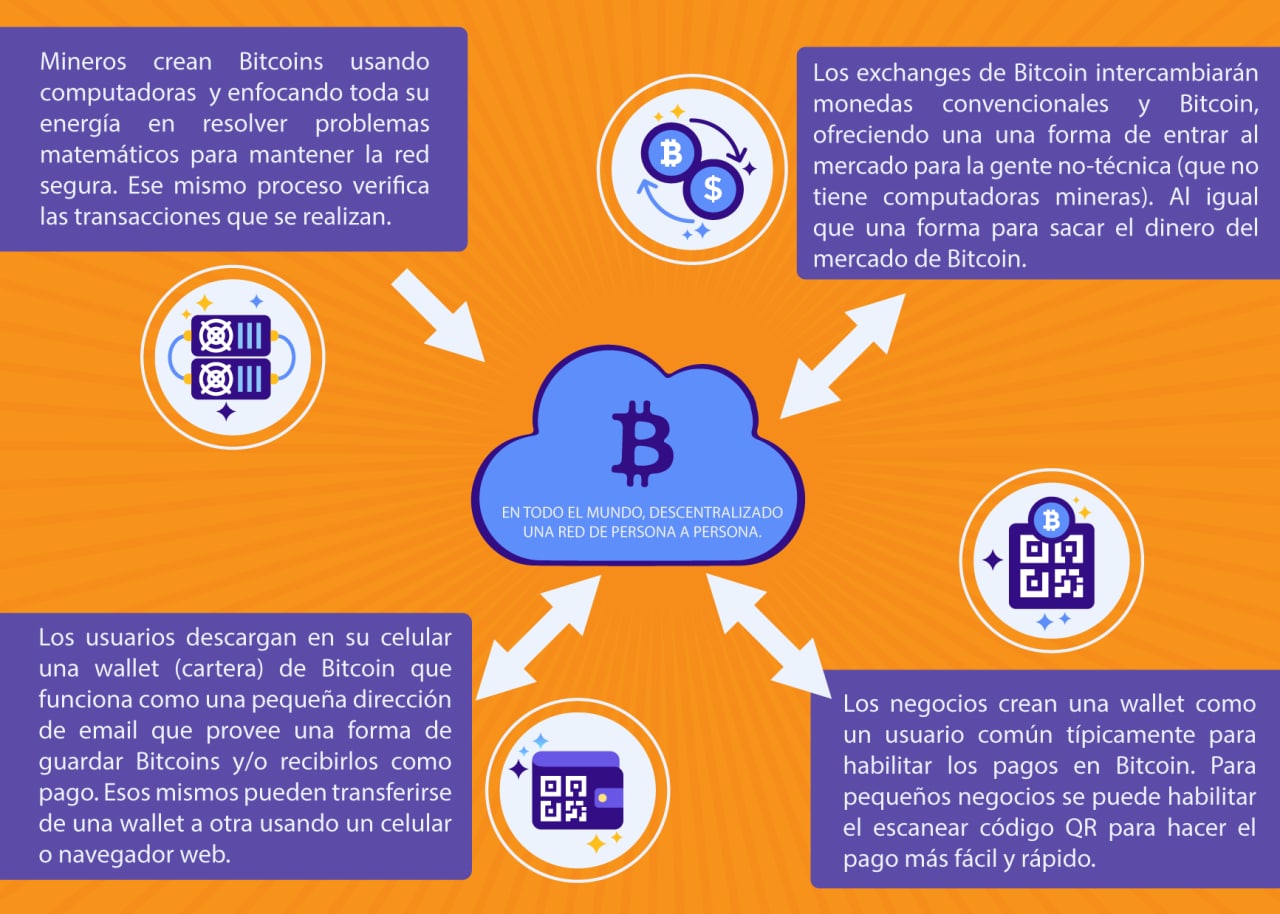 Mineros crean Bitcoins usando
computadoras y enfocando toda su
energía en resolver problemas
matemáticos para mantener la red
segura. Ese mismo proceso verifica
las transacciones que se realizan.
Los exchanges de Bitcoin intercambiarán
monedas convencionales y Bitcoin,
ofreciendo una una forma de entrar al
mercado para la gente no-técnica (que no
tiene computadoras mineras). Al igual
que una forma para sacar el dinero del
mercado de Bitcoin.
EN TODO EL MUNDO, DESCENTRALIZADO
UNA RED DE PERSONA A PERSONA.
Los usuarios descargan en su celular
una wallet (cartera) de Bitcoin que
funciona como una pequeña dirección
de email que provee una forma de
guardar Bitcoins y/o recibirlos como
pago. Esos mismos pueden transferirse
de una wallet a otra usando un celular
o navegador web.
Los negocios crean una wallet como
un usuario común típicamente para
habilitar los pagos en Bitcoin. Para
pequeños negocios se puede habilitar
el escanear código QR para hacer el
pago más fácil y rápido.